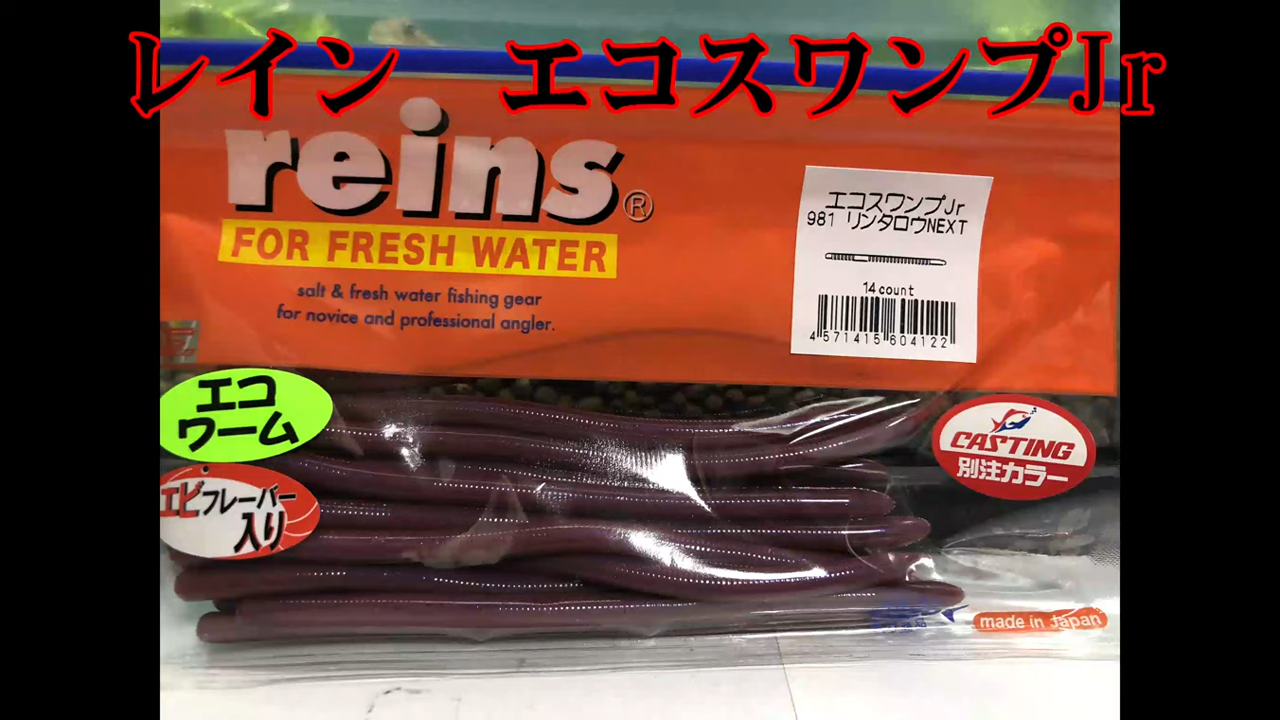 レイン　エコスワンプJr
reins®
FOR FRESH WATER
salt & fresh water fishing gear
for novice and professional angler.
エコスワンプJr
981 リンタロウNEXT
14 count
4 571415 604122
エコ
ワーム
エビフレーバー
入り
CASTING
別注カラー
made in Japan